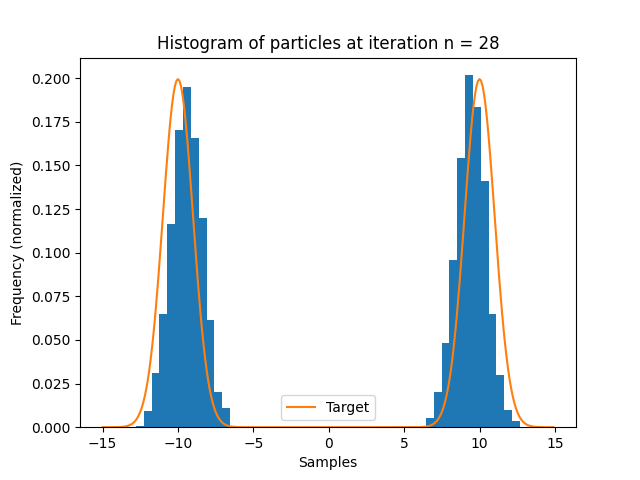 Histogram of particles at iteration n = 28
Frequency (normalized)
0.200
0.175
0.150
0.125
0.100
0.075
0.050
0.025
0.000
Target
−15 −10 −5 0 5 10 15
Samples